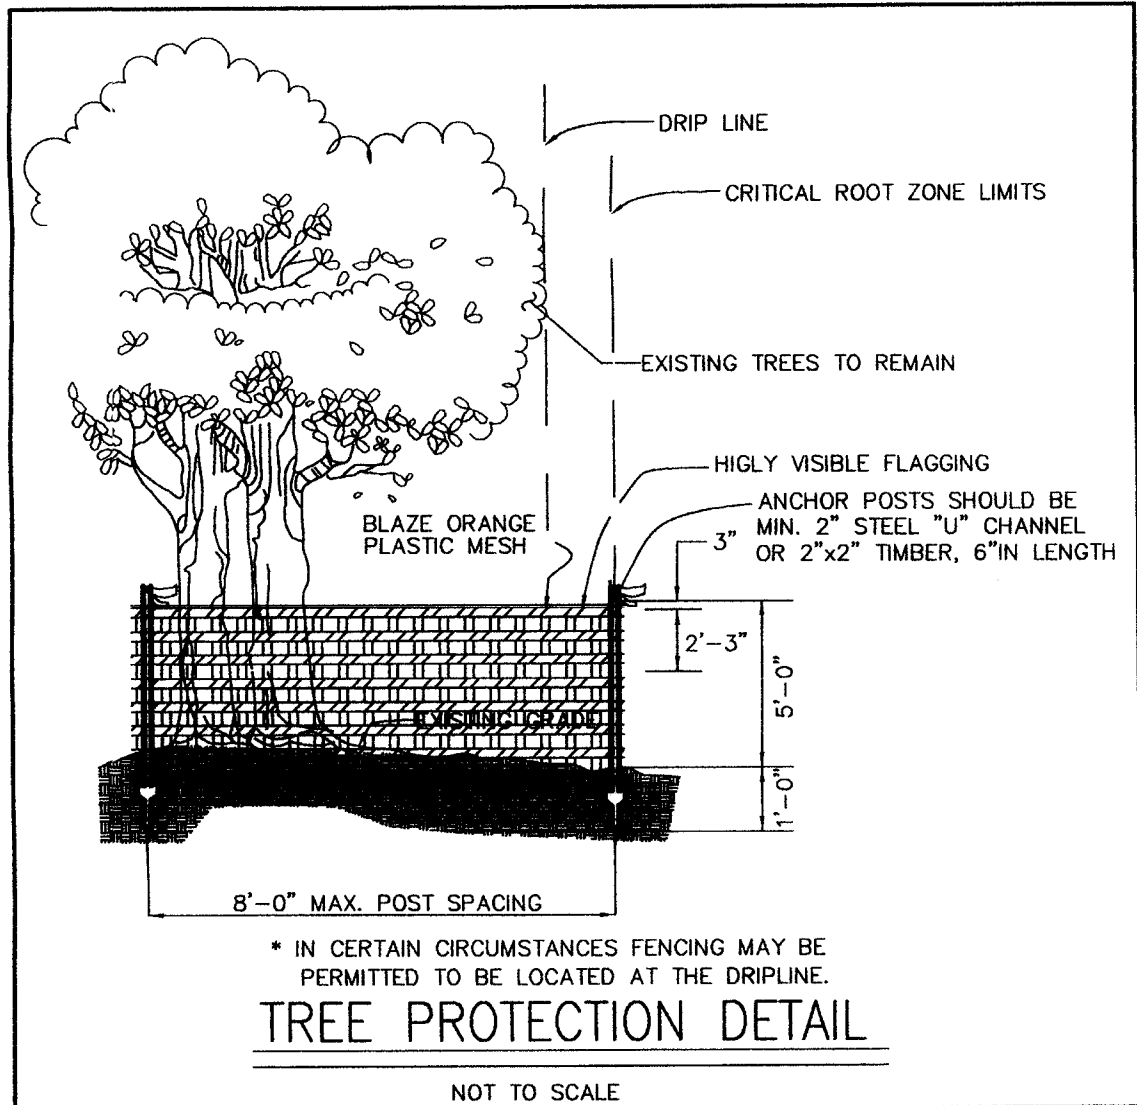 DRIP LINE
CRITICAL ROOT ZONE LIMITS
EXISTING TREES TO REMAIN
HIGLY VISIBLE FLAGGING
ANCHOR POSTS SHOULD BE
MIN. 2" STEEL "U" CHANNEL
OR 2"x2" TIMBER, 6"IN LENGTH
BLAZE ORANGE
PLASTIC MESH
3"
2'-3"
5'-0"
EXISTING GRADE
1'-0"
8'-0" MAX. POST SPACING
* IN CERTAIN CIRCUMSTANCES FENCING MAY BE
PERMITTED TO BE LOCATED AT THE DRIPLINE.
TREE PROTECTION DETAIL
NOT TO SCALE